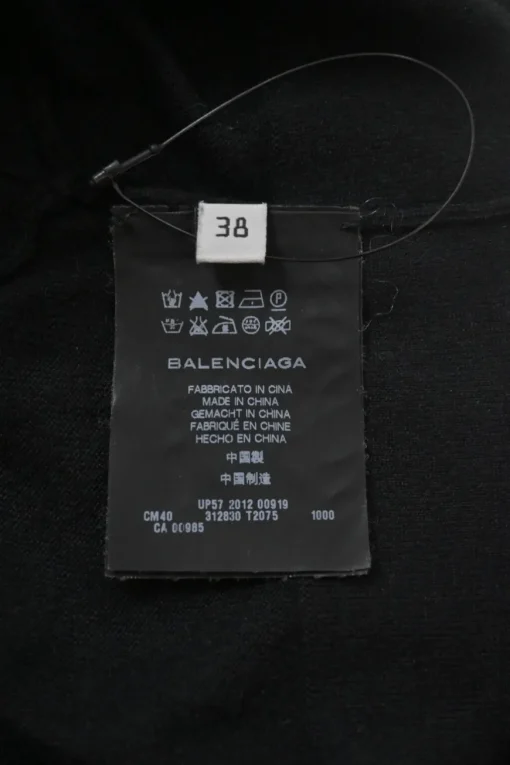 38
BALENCIAGA
FABBRICATO IN CINA
MADE IN CHINA
GEMACHT IN CHINA
FABRIQUÉ EN CHINE
HECHO EN CHINA
中国製
中国制造
UP57 2012 00919
CM40 312830 T2075 1000
CA 00985